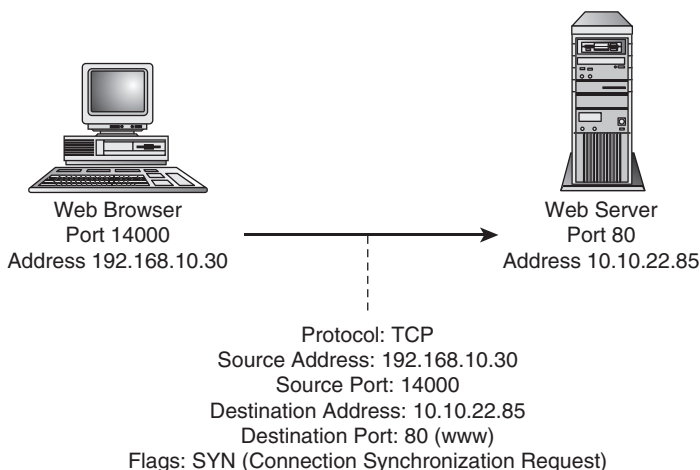 Web Browser
Port 14000
Address 192.168.10.30
Web Server
Port 80
Address 10.10.22.85
Protocol: TCP
Source Address: 192.168.10.30
Source Port: 14000
Destination Address: 10.10.22.85
Destination Port: 80 (www)
Flags: SYN (Connection Synchronization Request)